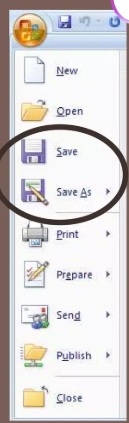 New
Open
Save
Save As
Print
Prepare
Send
Publish
Close